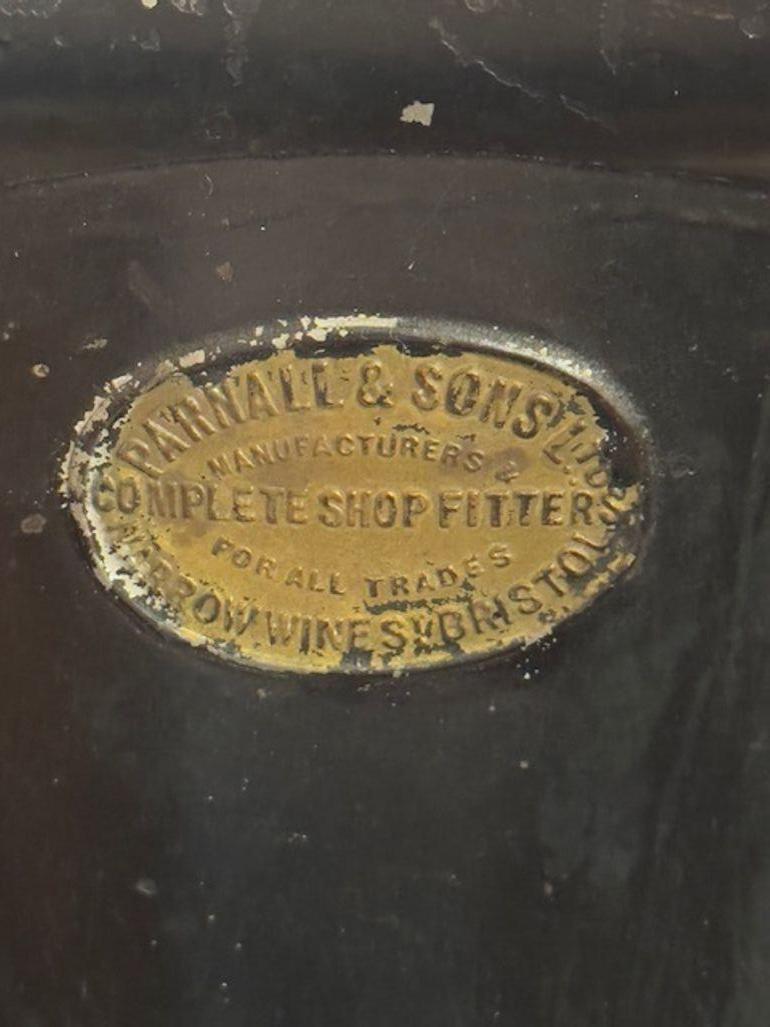 PARNALL & SONS LTD
MANUFACTURERS &
COMPLETE SHOP FITTERS
FOR ALL TRADES
NARROW WINE ST BRISTOL